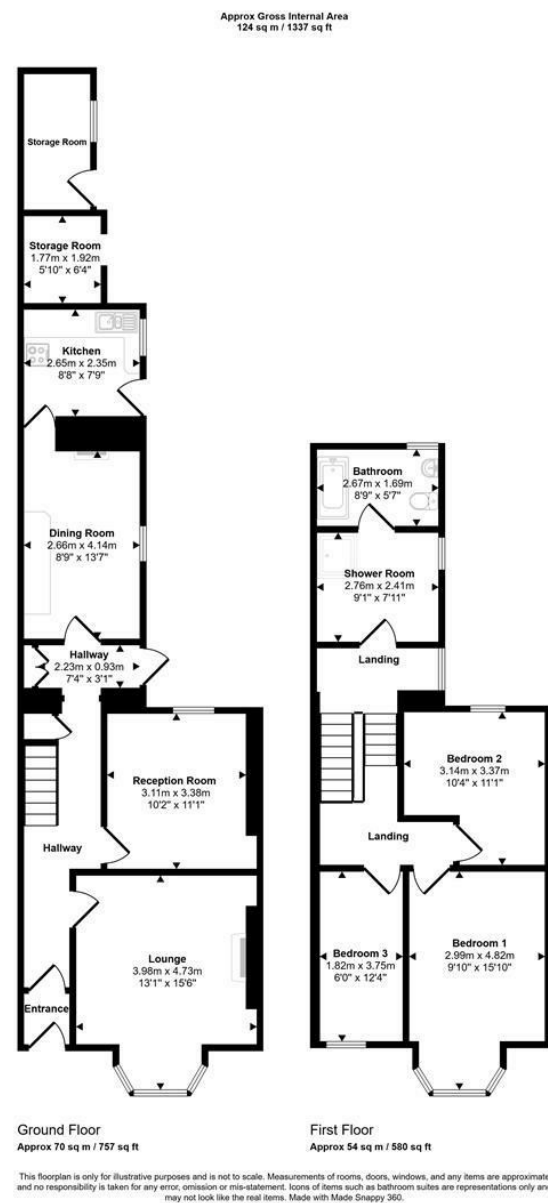 Approx Gross Internal Area
124 sq m / 1337 sq ft
Storage Room
Storage Room
1.77m x 1.92m
5'10" x 6'4"
Kitchen
2.65m x 2.35m
8'8" x 7'9"
Dining Room
2.66m x 4.14m
8'9" x 13'7"
Hallway
2.23m x 0.93m
7'4" x 3'1"
Reception Room
3.11m x 3.38m
10'2" x 11'1"
Hallway
Lounge
3.98m x 4.73m
13'1" x 15'6"
Entrance
Ground Floor
Approx 70 sq m / 757 sq ft
Bathroom
2.67m x 1.69m
8'9" x 5'7"
Shower Room
2.76m x 2.41m
9'1" x 7'11"
Landing
Bedroom 2
3.14m x 3.37m
10'4" x 11'1"
Landing
Bedroom 3
1.82m x 3.75m
6'0" x 12'4"
Bedroom 1
2.99m x 4.82m
9'10" x 15'10"
First Floor
Approx 54 sq m / 580 sq ft
This floorplan is only for illustrative purposes and is not to scale. Measurements of rooms, doors, windows, and any items are approximate
and no responsibility is taken for any error, omission or mis-statement. Icons of items such as bathroom suites are representations only and
may not look like the real items. Made with Made Snappy 360.